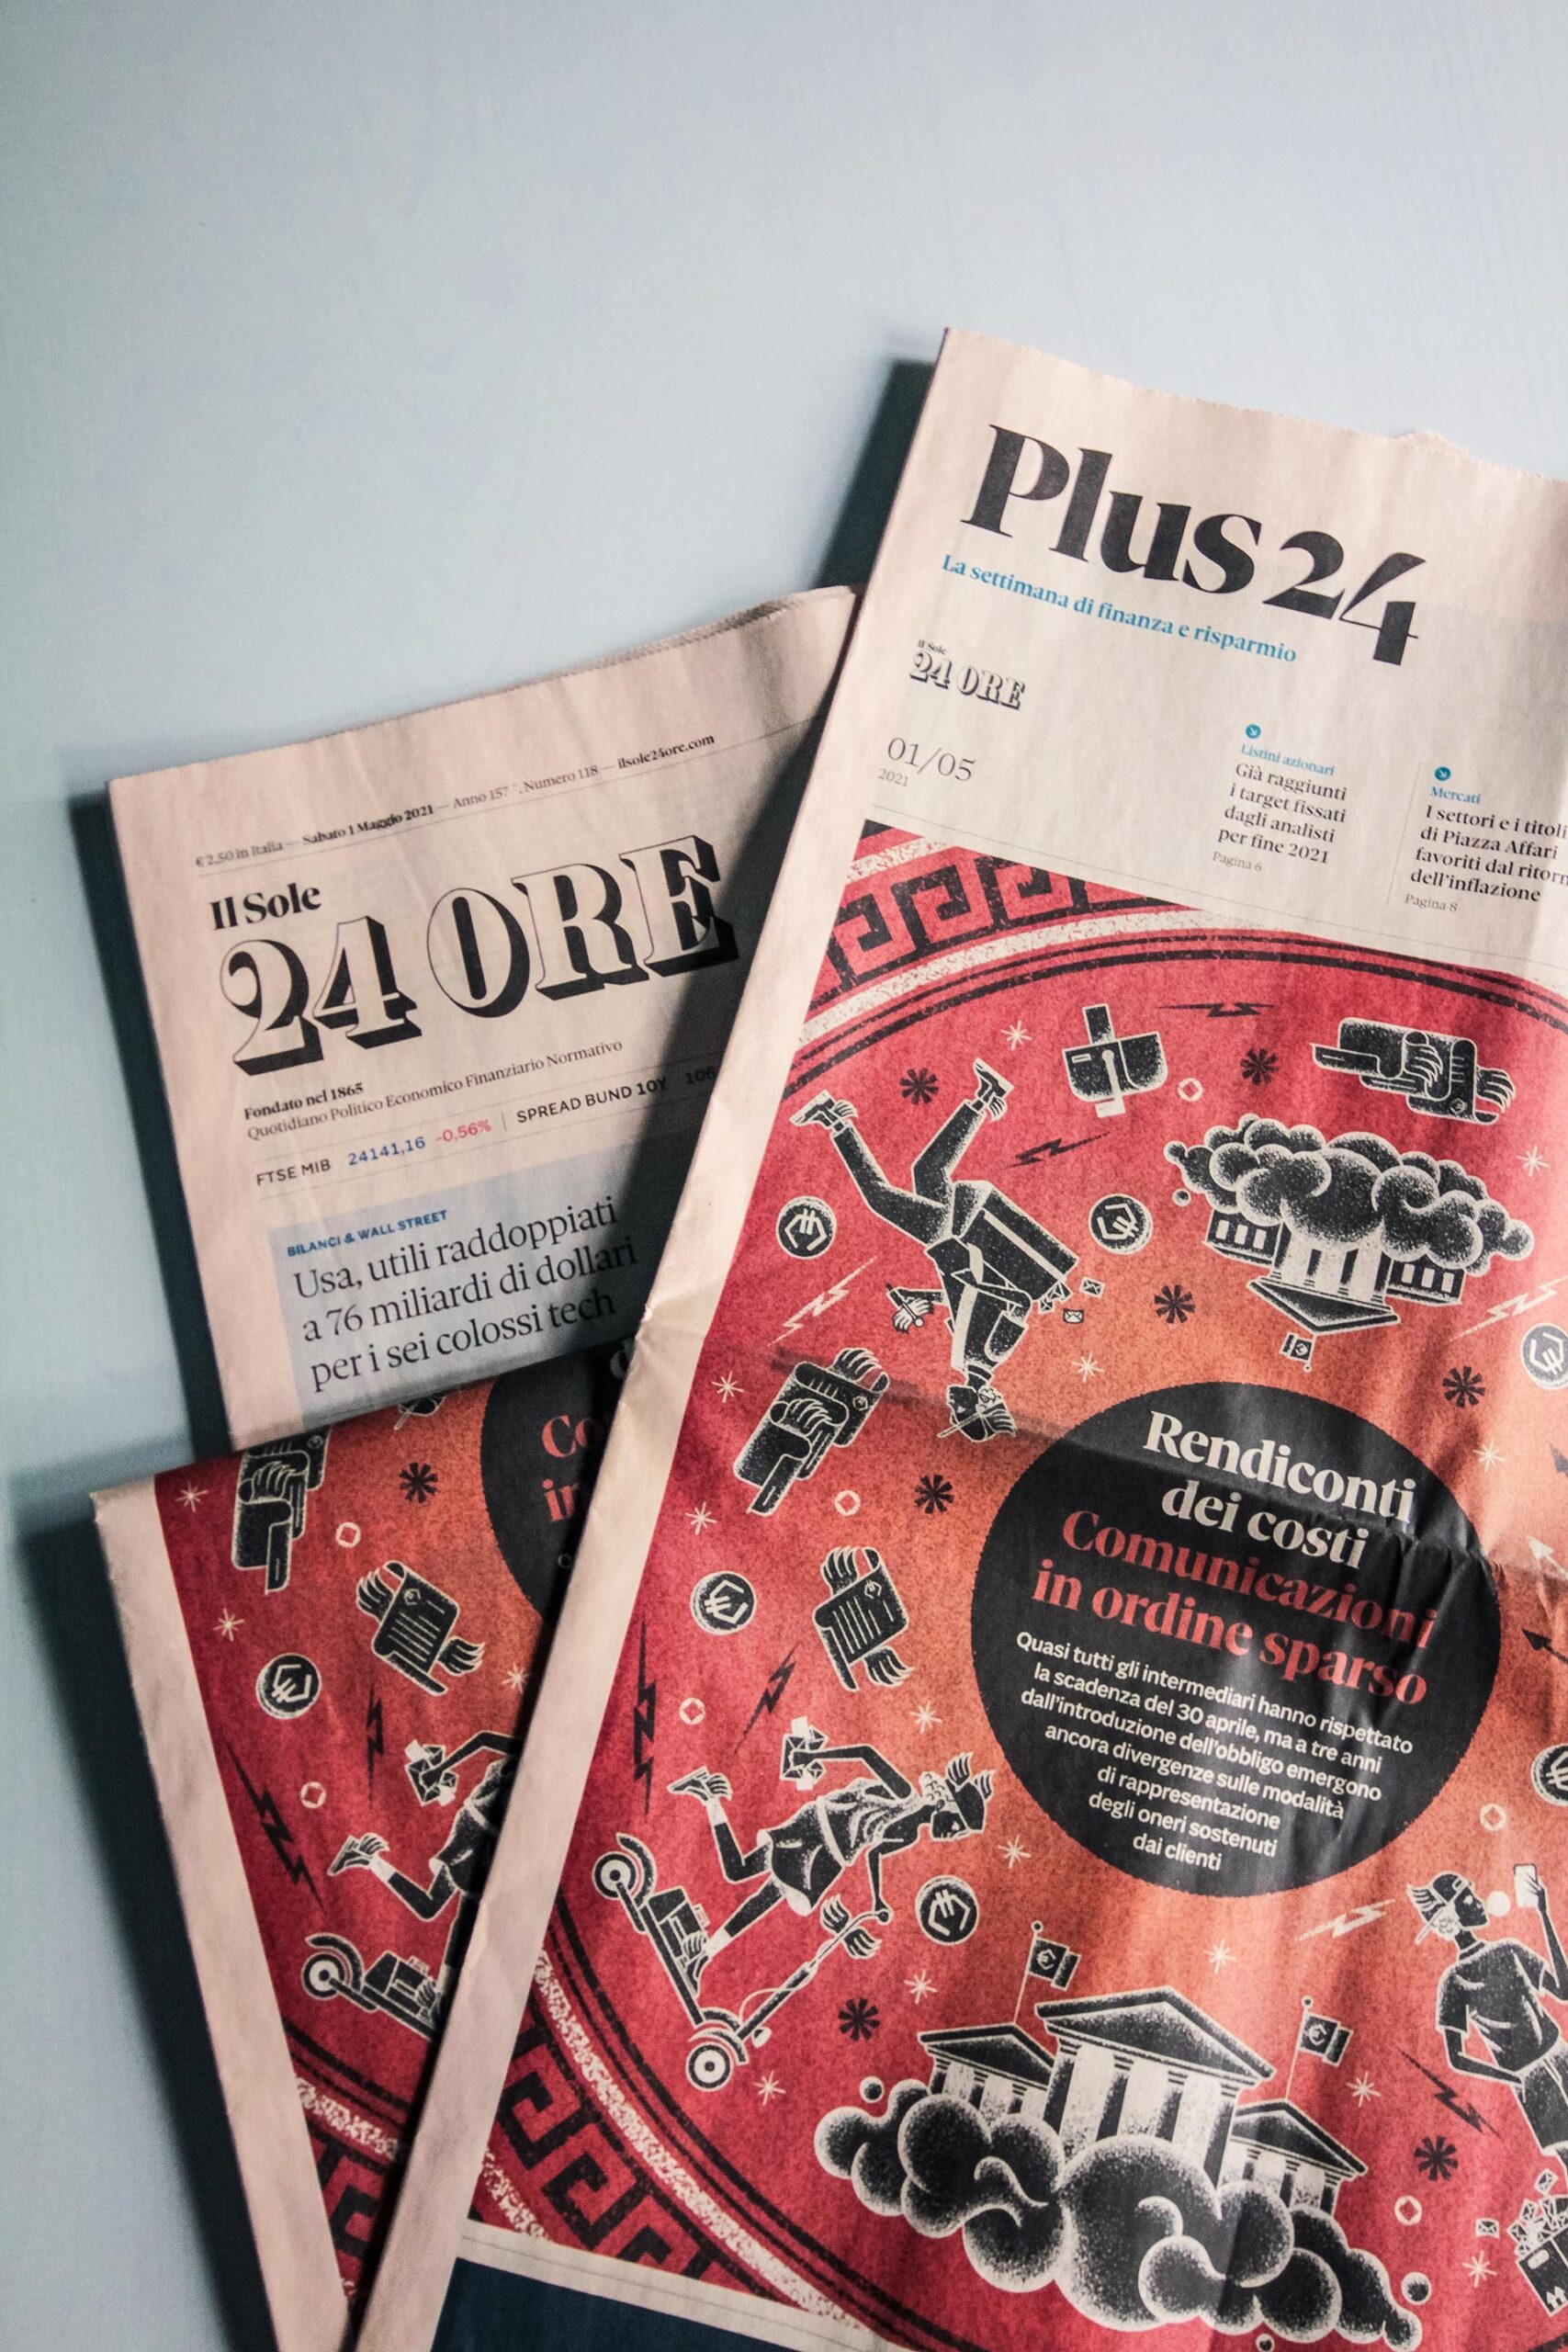 € 2,50 in Italia — Sabato 1 Maggio 2021 — Anno 157°, Numero 118 — ilsole24ore.com
Il Sole
24 ORE
Fondato nel 1865
Quotidiano Politico Economico Finanziario Normativo
FTSE MIB 24141,16 -0,56% | SPREAD BUND 10Y
BILANCI & WALL STREET
Usa, utili raddoppiati
a 76 miliardi di dollari
per i sei colossi tech
Plus24
La settimana di finanza e risparmio
Il Sole
24 ORE
01/05
2021
Listini azionari
Già raggiunti
i target fissati
dagli analisti
per fine 2021
Pagina 6
Mercati
I settori e i titoli
di Piazza Affari
favoriti dal ritorn
dell'inflazione
Pagina 8
Rendiconti
dei costi
Comunicazioni
in ordine sparso
Quasi tutti gli intermediari hanno rispettato
la scadenza del 30 aprile, ma a tre anni
dall'introduzione dell'obbligo emergono
ancora divergenze sulle modalità
di rappresentazione
degli oneri sostenuti
dai clienti
Co
in